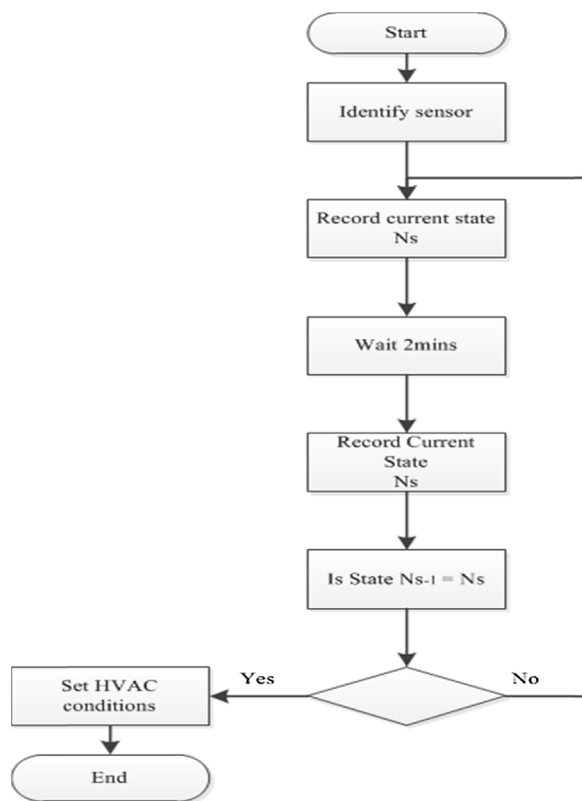 Start
Identify sensor
Record current state
Ns
Wait 2mins
Record Current
State
Ns
Is State Ns-1 = Ns
Yes
No
Set HVAC
conditions
End